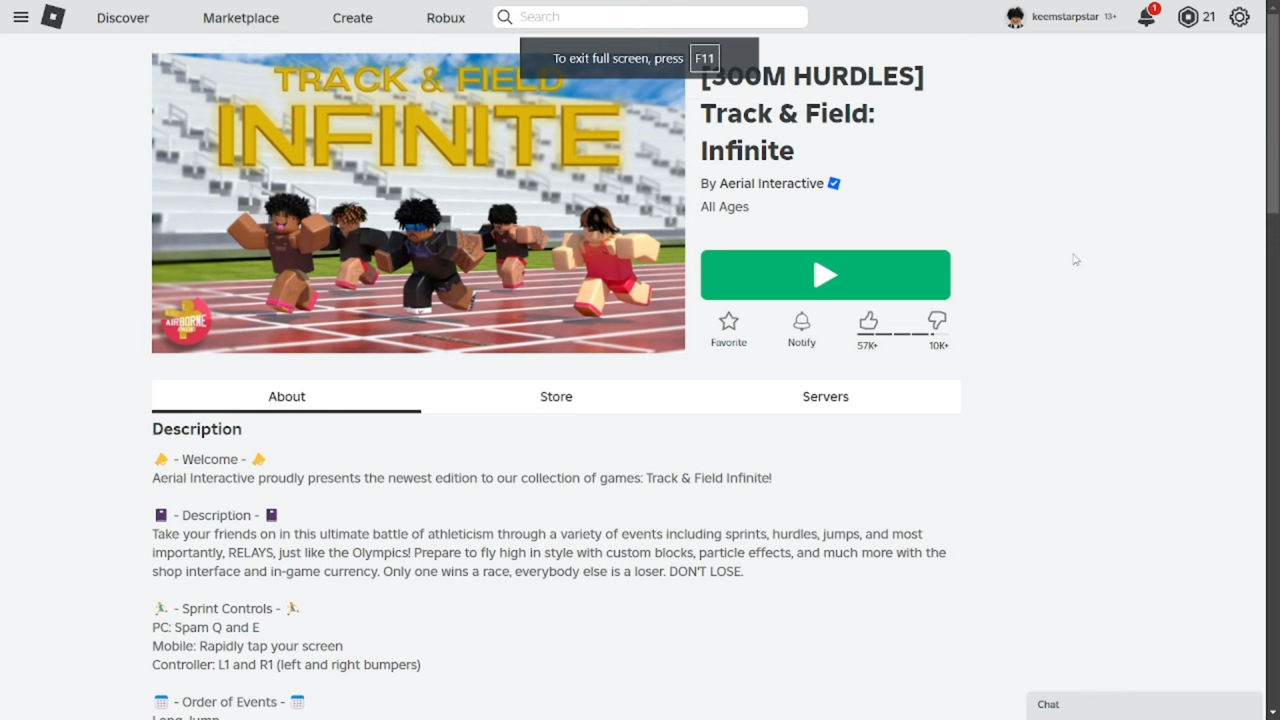 Discover
Marketplace
Create
Robux
Search
keemstarpstar 13+
1
21
To exit full screen, press F11
TRACK & FIELD
INFINITE
AIRBORNE
[300M HURDLES]
Track & Field:
Infinite
By Aerial Interactive
All Ages
Favorite
Notify
57K+
10K+
About
Store
Servers
Description
- Welcome -
Aerial Interactive proudly presents the newest edition to our collection of games: Track & Field Infinite!
- Description -
Take your friends on in this ultimate battle of athleticism through a variety of events including sprints, hurdles, jumps, and most
importantly, RELAYS, just like the Olympics! Prepare to fly high in style with custom blocks, particle effects, and much more with the
shop interface and in-game currency. Only one wins a race, everybody else is a loser. DON'T LOSE.
- Sprint Controls -
PC: Spam Q and E
Mobile: Rapidly tap your screen
Controller: L1 and R1 (left and right bumpers)
- Order of Events -
Long Jump
Chat